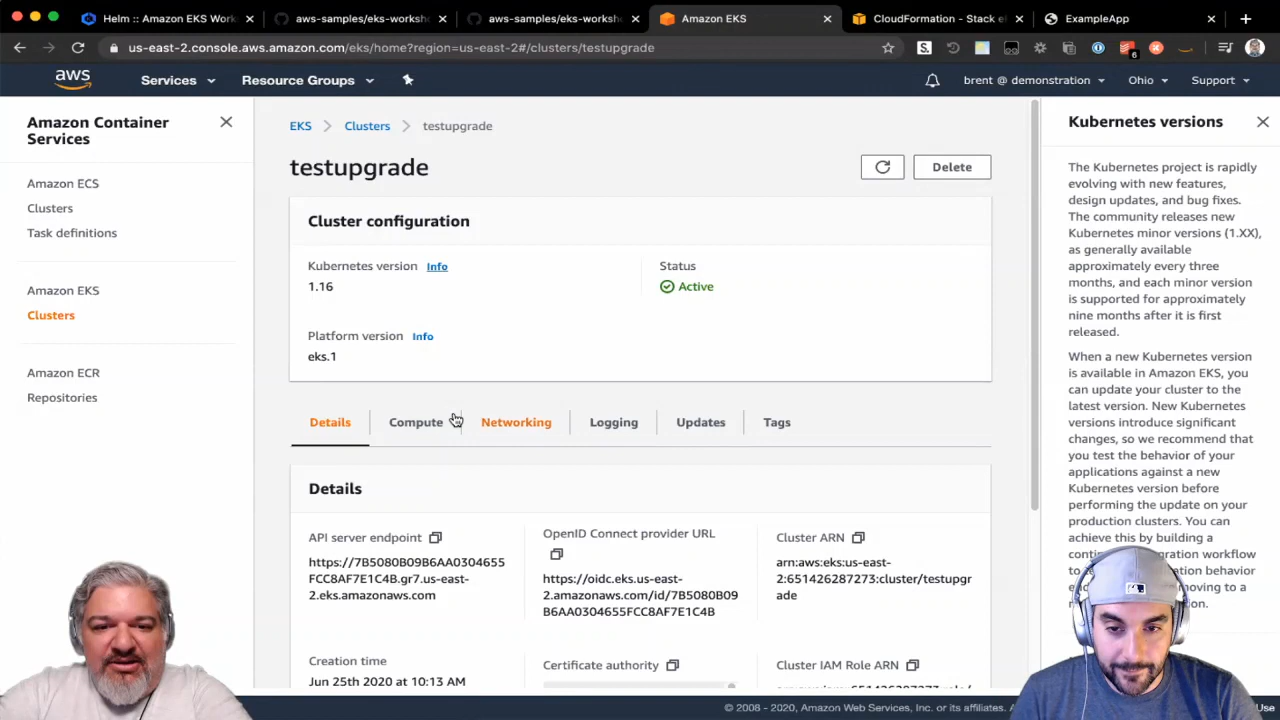 Helm :: Amazon EKS Work
aws-samples/eks-worksho
aws-samples/eks-worksho
Amazon EKS
CloudFormation - Stack e
ExampleApp
us-east-2.console.aws.amazon.com/eks/home?region=us-east-2#/clusters/testupgrade
6
aws
Services
Resource Groups
brent @ demonstration
Ohio
Support
Amazon Container
Services
Amazon ECS
Clusters
Task definitions
Amazon EKS
Clusters
Amazon ECR
Repositories
EKS
Clusters
testupgrade
testupgrade
Delete
Cluster configuration
Kubernetes version Info
1.16
Status
Active
Platform version Info
eks.1
Details
Compute
Networking
Logging
Updates
Tags
Details
API server endpoint
https://7B5080B09B6AA0304655
FCC8AF7E1C4B.gr7.us-east-
2.eks.amazonaws.com
OpenID Connect provider URL
https://oidc.eks.us-east-
2.amazonaws.com/id/7B5080B09
B6AA0304655FCC8AF7E1C4B
Cluster ARN
arn:aws:eks:us-east-
2:651426287273:cluster/testupgr
ade
Creation time
Jun 25th 2020 at 10:13 AM
Certificate authority
Cluster IAM Role ARN
Kubernetes versions
The Kubernetes project is rapidly
evolving with new features,
design updates, and bug fixes.
The community releases new
Kubernetes minor versions (1.XX),
as generally available
approximately every three
months, and each minor version
is supported for approximately
nine months after it is first
released.
When a new Kubernetes version
is available in Amazon EKS, you
can update your cluster to the
latest version. New Kubernetes
versions introduce significant
changes, so we recommend that
you test the behavior of your
applications against a new
Kubernetes version before
performing the update on your
production clusters. You can
achieve this by building a
workflow
behavior
moving to a
© 2008 - 2020, Amazon Web Services, Inc. or its affiliates.
Use